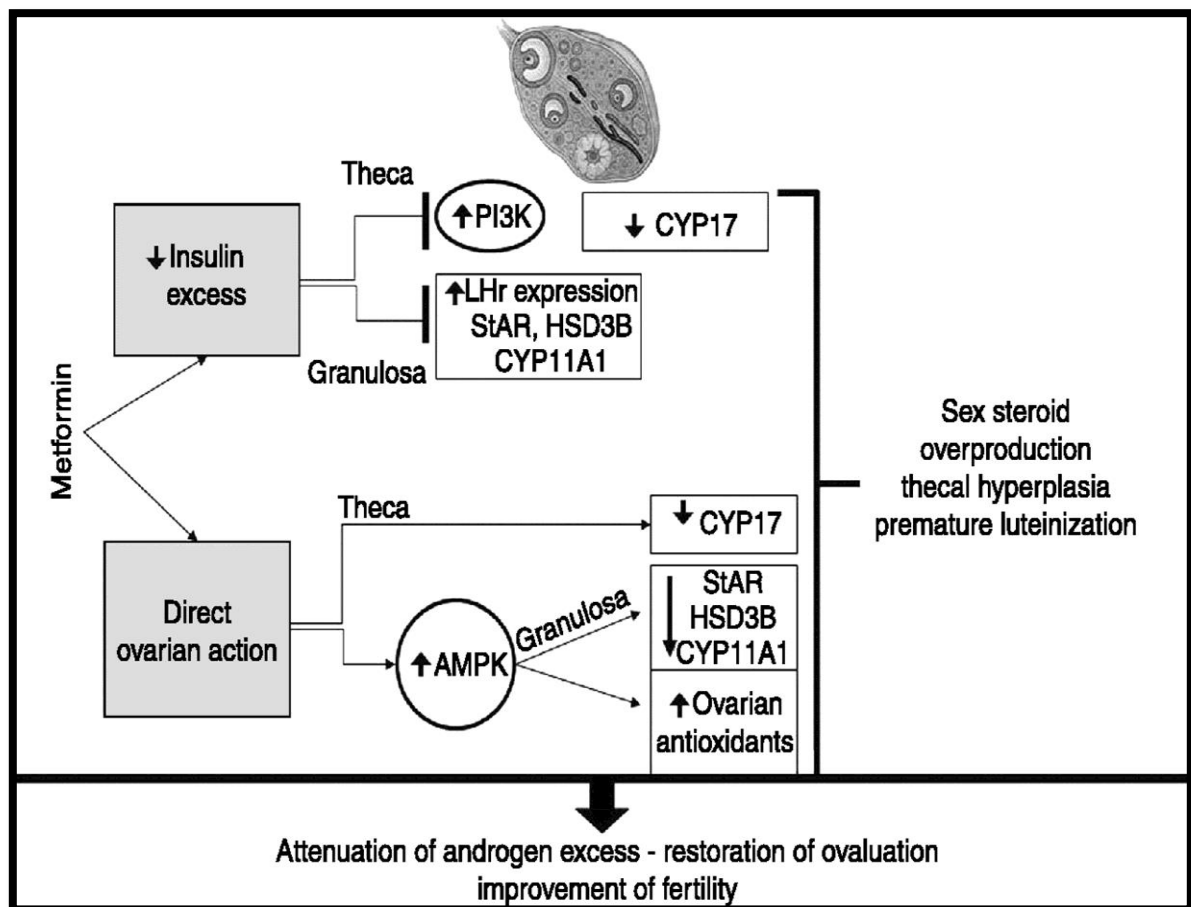 Theca
↑PI3K
↓ CYP17
↓Insulin
excess
↑LHr expression
StAR, HSD3B
CYP11A1
Granulosa
Metformin
Sex steroid
overproduction
thecal hyperplasia
premature luteinization
Theca
↓ CYP17
Direct
ovarian action
↑AMPK
Granulosa
↓ StAR
HSD3B
CYP11A1
↑Ovarian
antioxidants
Attenuation of androgen excess - restoration of ovaluation
improvement of fertility